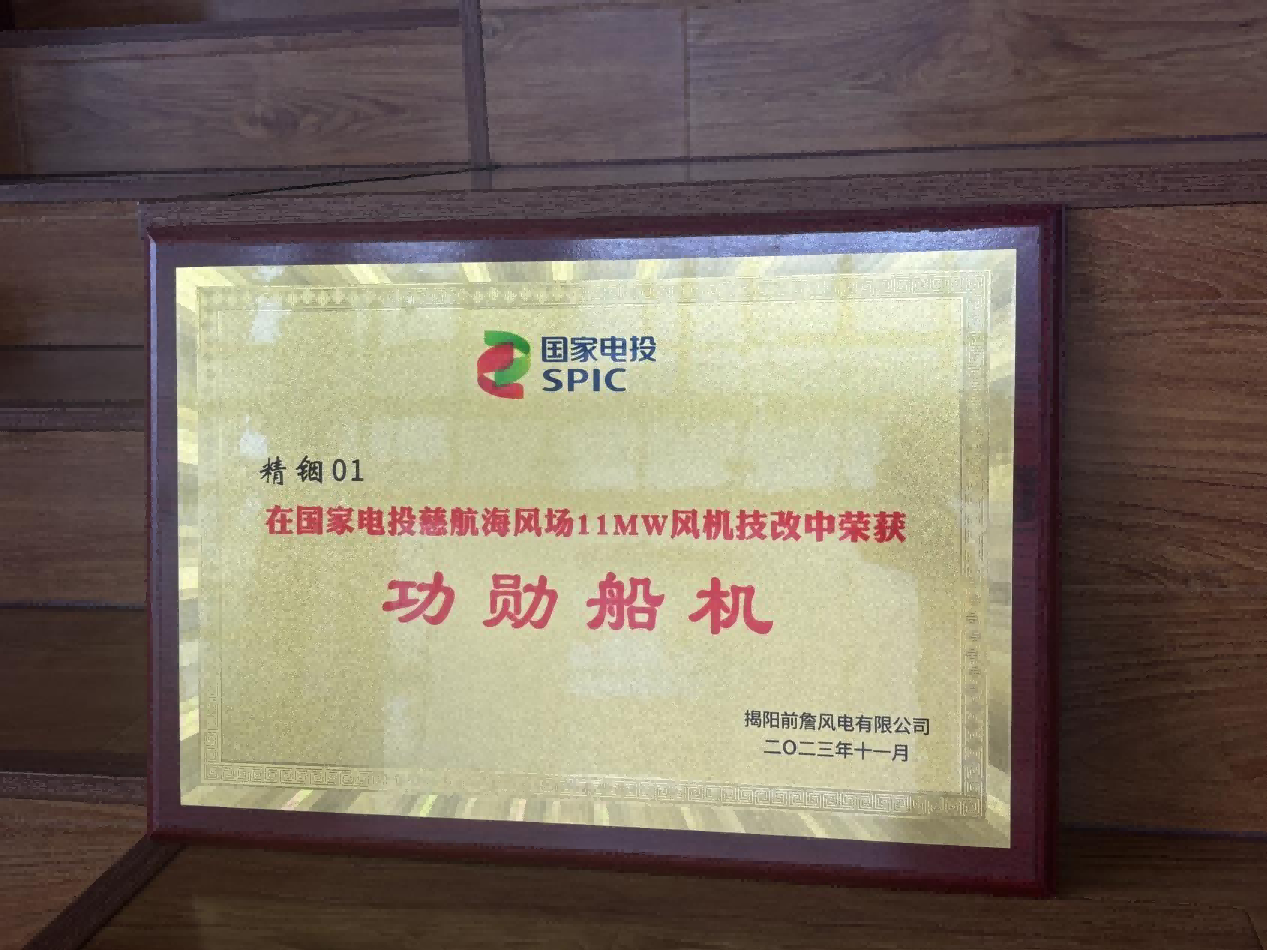 国家电投
SPIC
精铟01
在国家电投慈航海风场11MW风机技改中荣获
功勋船机
揭阳前詹风电有限公司
二〇二三年十一月